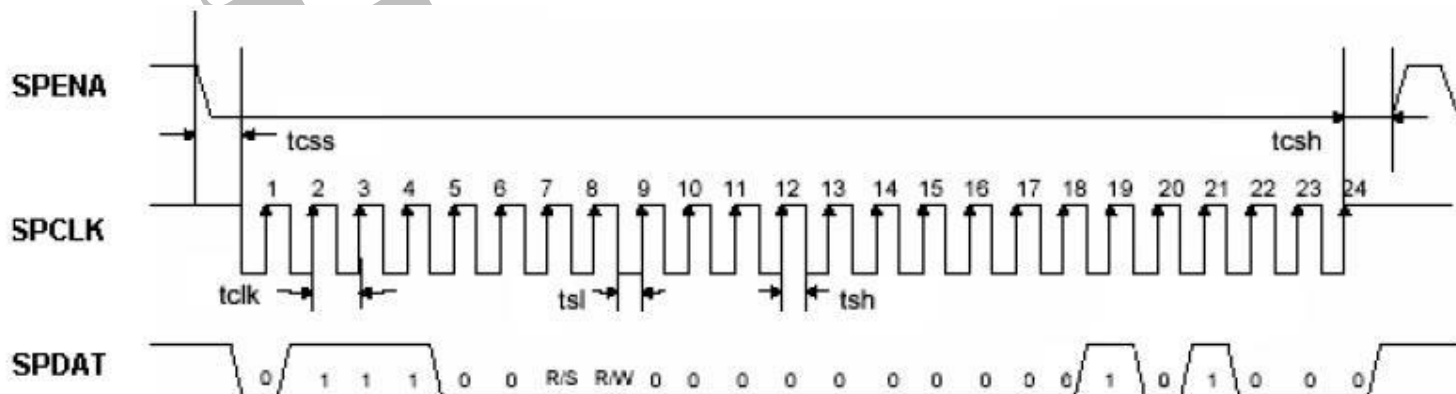 SPENA
tcss
tcsh
1 2 3 4 5 6 7 8 9 10 11 12 13 14 15 16 17 18 19 20 21 22 23 24
SPCLK
tclk
tsl
tsh
SPDAT
0 1 1 1 0 0 R/S R/W 0 0 0 0 0 0 0 0 0 0 1 0 1 0 0 0